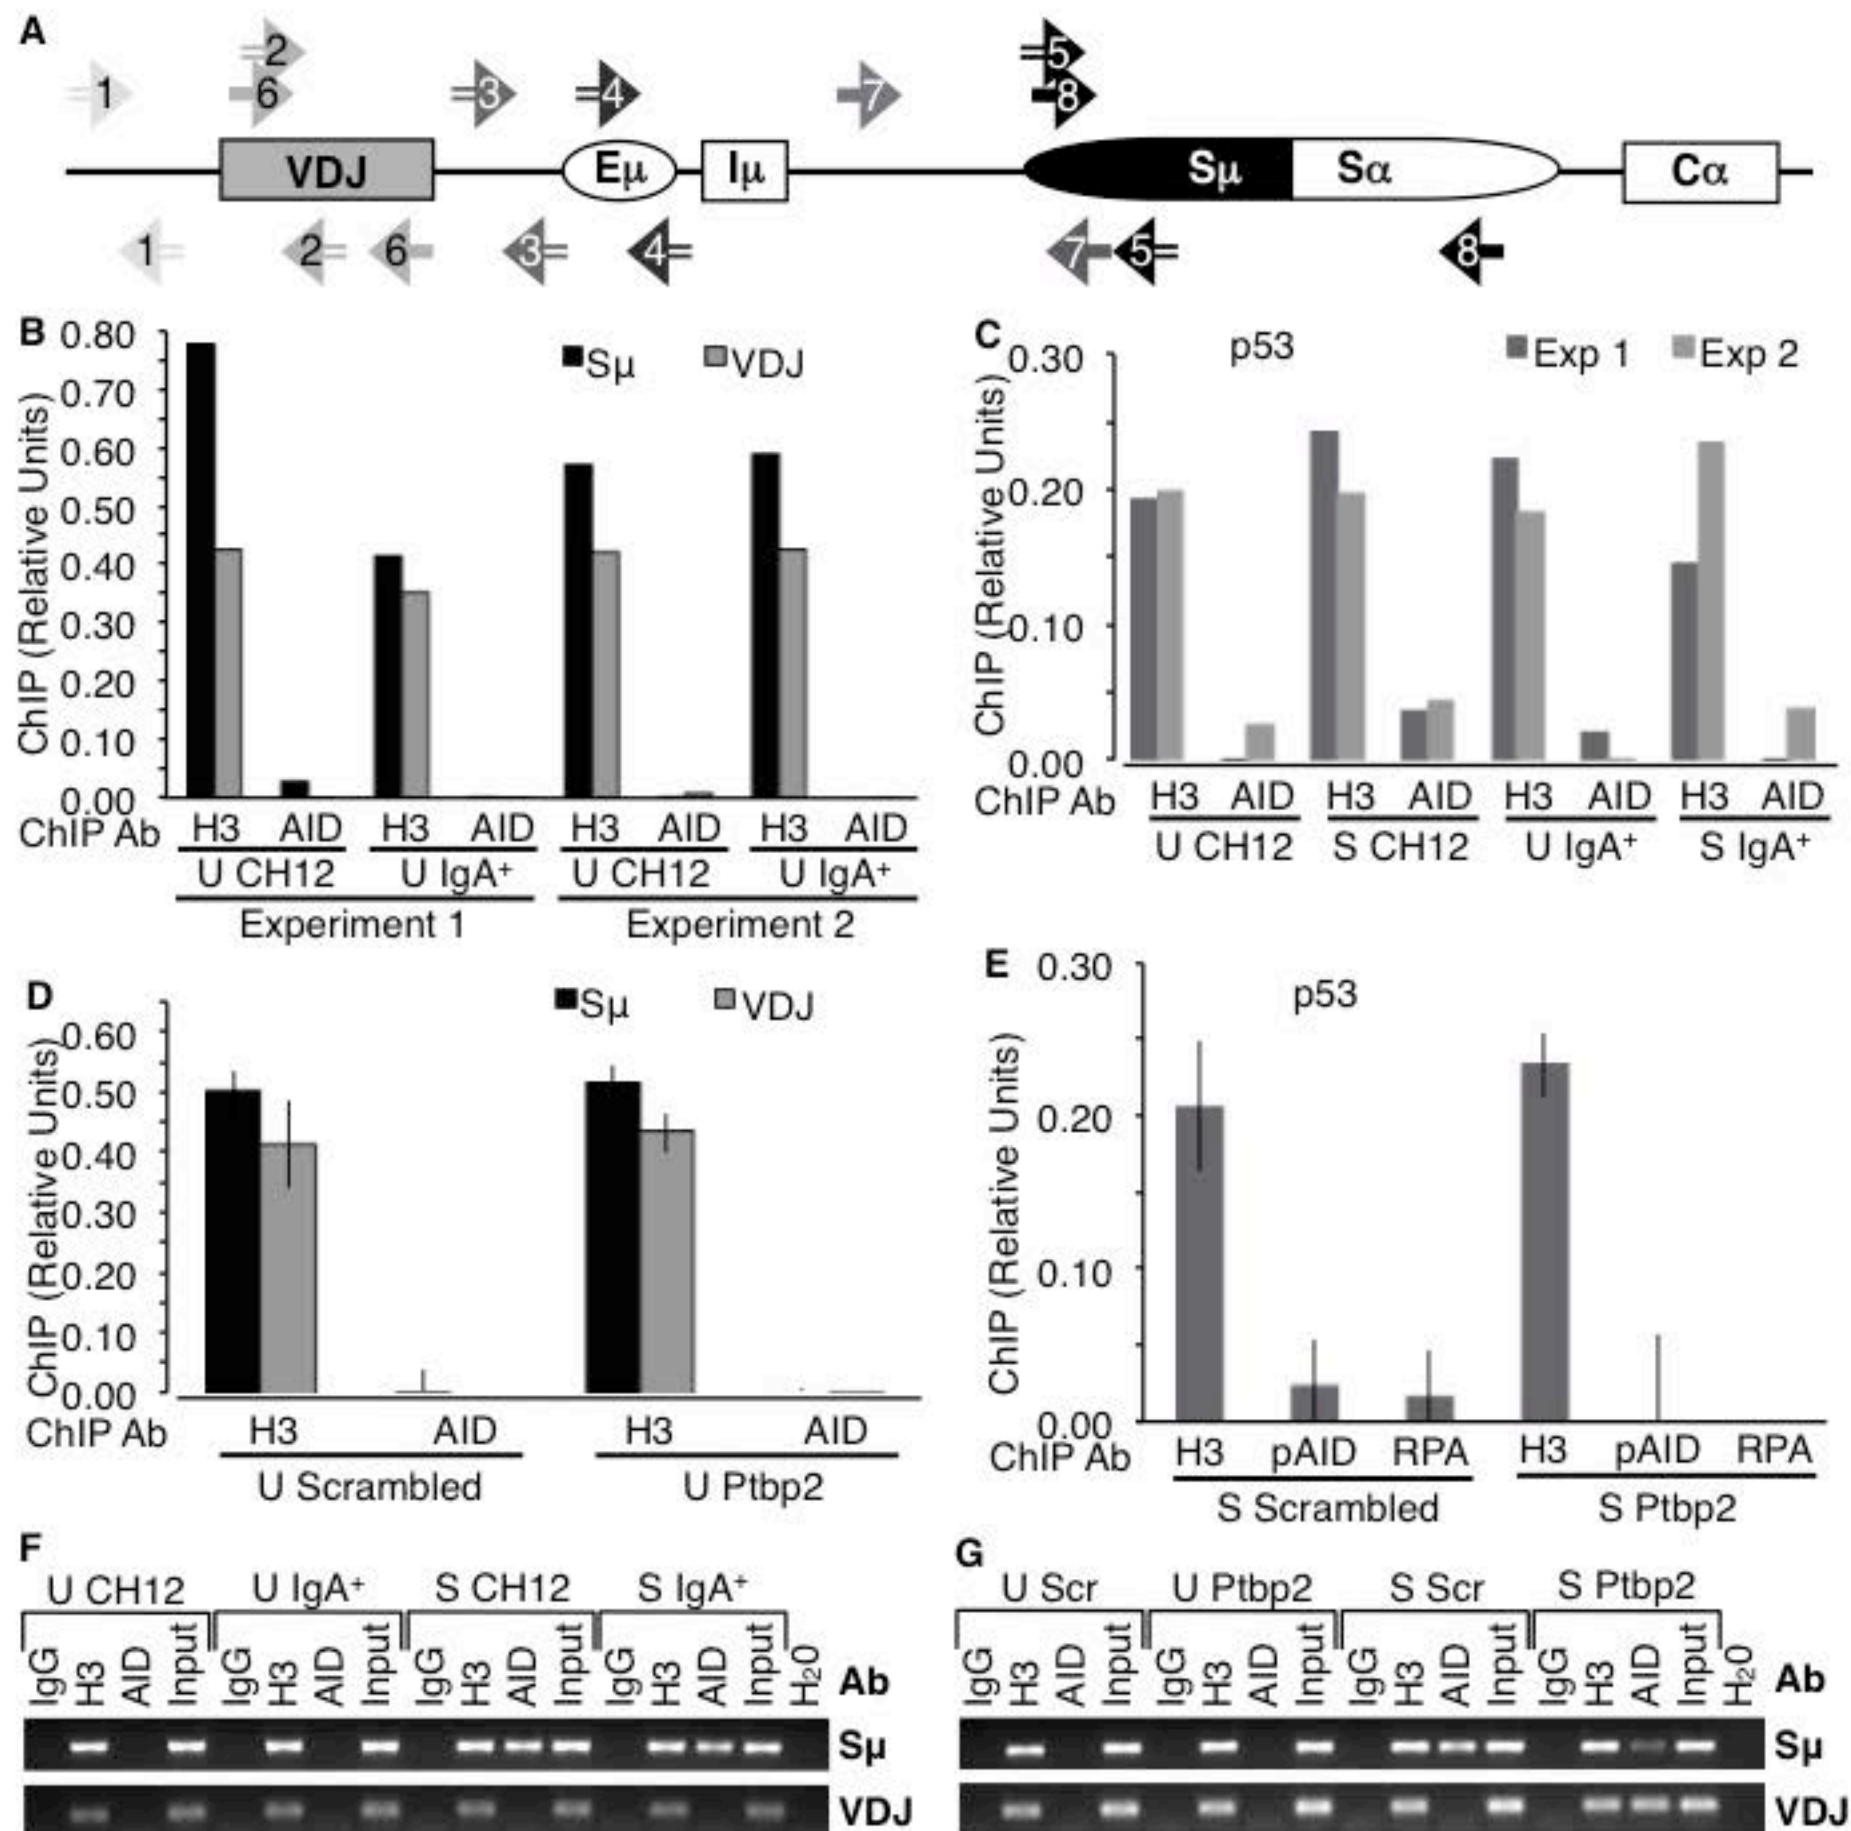 A
1 2 6 3 4 7 5 8
VDJ Eμ Iμ Sμ Sα Cα
1 2 6 3 4 7 5 8
B
Sμ VDJ
ChIP (Relative Units)
0.80
0.70
0.60
0.50
0.40
0.30
0.20
0.10
0.00
ChIP Ab H3 AID H3 AID H3 AID H3 AID
U CH12 U IgA+ U CH12 U IgA+
Experiment 1 Experiment 2
C
p53 Exp 1 Exp 2
ChIP (Relative Units)
0.30
0.20
0.10
0.00
ChIP Ab H3 AID H3 AID H3 AID H3 AID
U CH12 S CH12 U IgA+ S IgA+
D
Sμ VDJ
ChIP (Relative Units)
0.60
0.50
0.40
0.30
0.20
0.10
0.00
ChIP Ab H3 AID H3 AID
U Scrambled U Ptbp2
E
p53
ChIP (Relative Units)
0.30
0.20
0.10
0.00
ChIP Ab H3 pAID RPA H3 pAID RPA
S Scrambled S Ptbp2
F
U CH12 U IgA+ S CH12 S IgA+
IgG H3 AID Input IgG H3 AID Input IgG H3 AID Input IgG H3 AID Input H20 Ab
Sμ
VDJ
G
U Scr U Ptbp2 S Scr S Ptbp2
IgG H3 AID Input IgG H3 AID Input IgG H3 AID Input IgG H3 AID Input H20 Ab
Sμ
VDJ